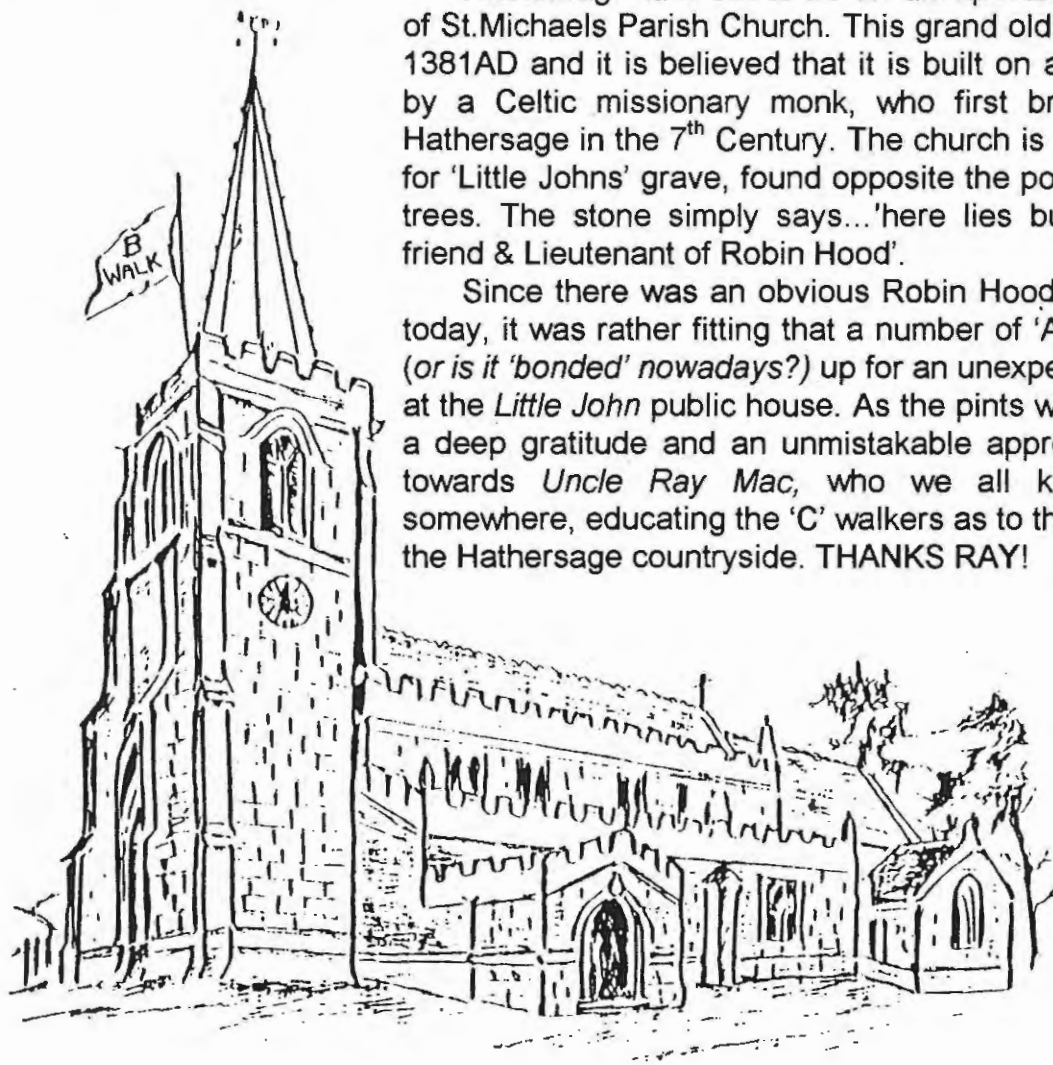 of St.Michaels Parish Church. This grand old
1381AD and it is believed that it is built on a
by a Celtic missionary monk, who first br
Hathersage in the 7th Century. The church is
for 'Little Johns' grave, found opposite the po
trees. The stone simply says...'here lies bu
friend & Lieutenant of Robin Hood'.
Since there was an obvious Robin Hood
today, it was rather fitting that a number of 'A
(or is it 'bonded' nowadays?) up for an unexpe
at the Little John public house. As the pints w
a deep gratitude and an unmistakable appre
towards Uncle Ray Mac, who we all k
somewhere, educating the 'C' walkers as to th
the Hathersage countryside. THANKS RAY!
B
WALK